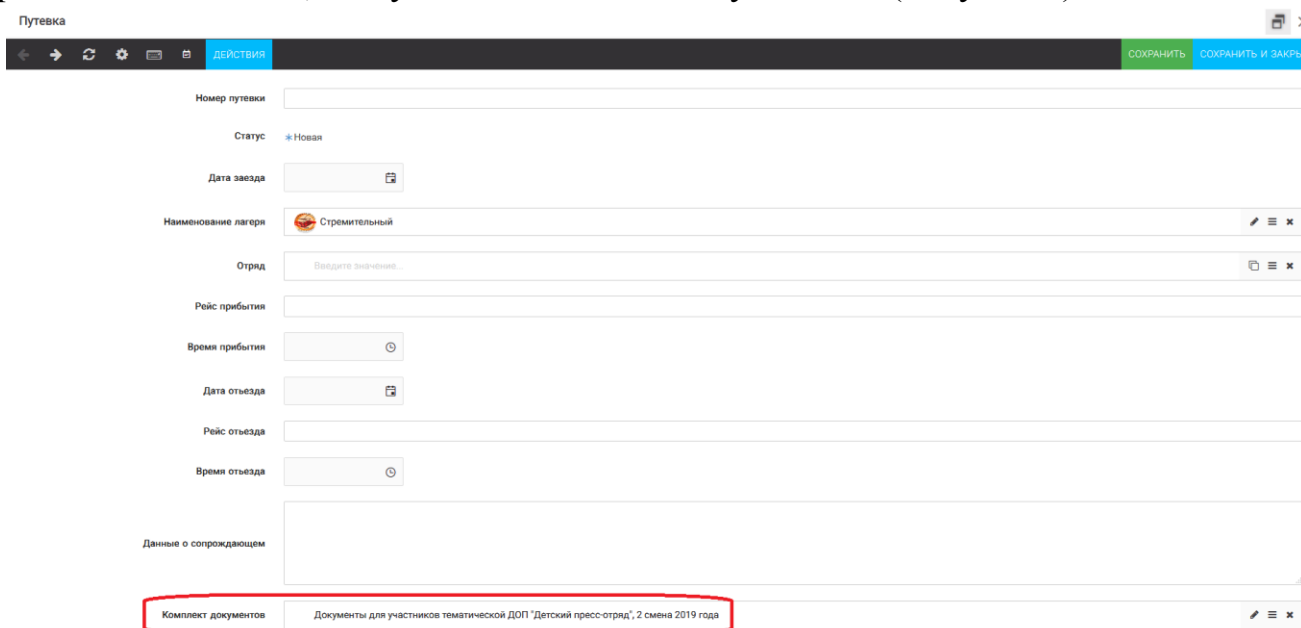 Путевка
ДЕЙСТВИЯ СОХРАНИТЬ СОХРАНИТЬ И ЗАКРЫ
Номер путевки
Статус Новая
Дата заезда
Наименование лагеря Стремительный
Отряд Введите значение...
Рейс прибытия
Время прибытия
Дата отъезда
Рейс отъезда
Время отъезда
Данные о сопрождающем
Комплект документов Документы для участников тематической ДОП "Детский пресс-отряд", 2 смена 2019 года